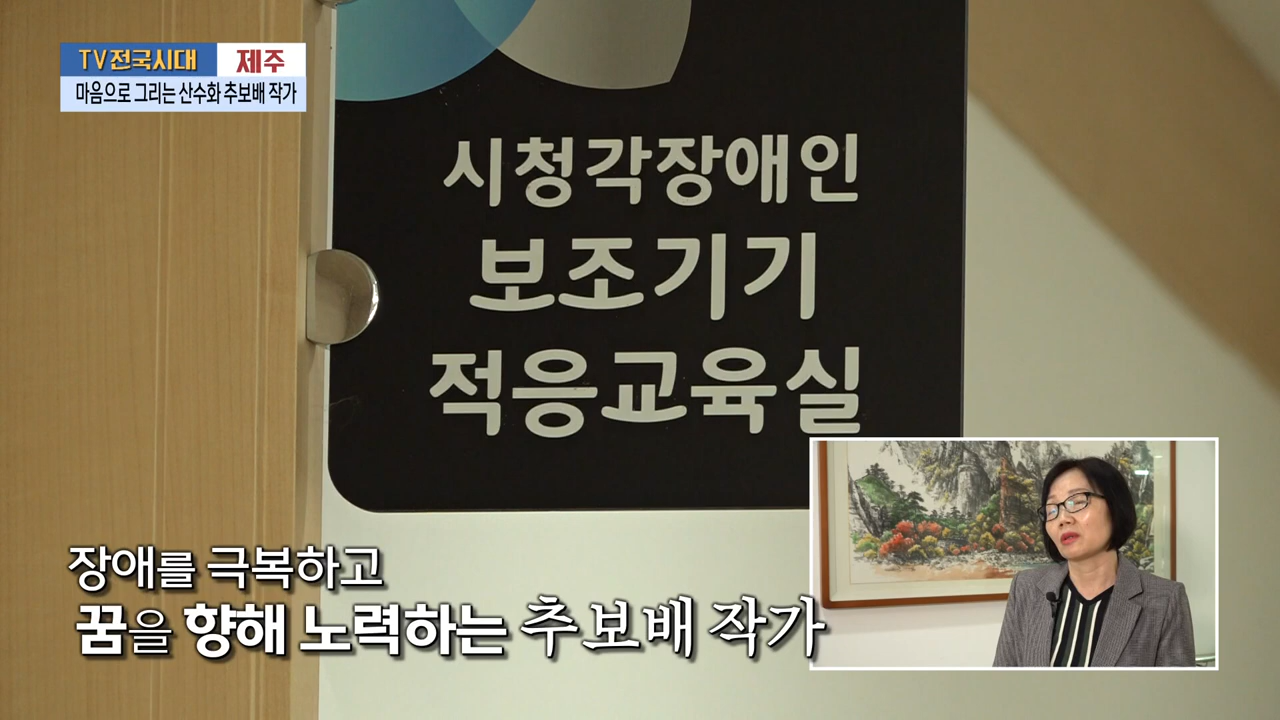 TV전국시대 제주
마음으로 그리는 산수화 추보배 작가
시청각장애인
보조기기
적응교육실
장애를 극복하고
꿈을 향해 노력하는 추보배 작가